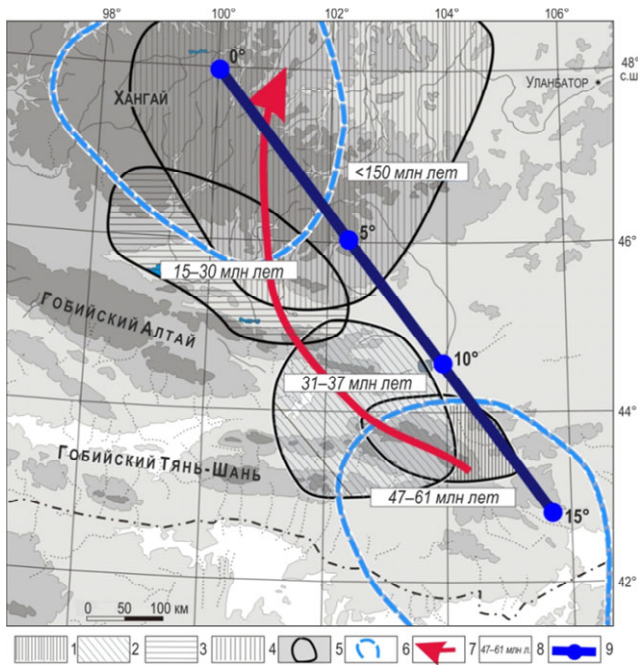 98° 100° 102° 104° 106°
0°
48°
с.ш
Уланбатор
Хангай
<150 млн лет
5°
46°
15–30 млн лет
Гобийский Алтай
10°
31–37 млн лет
44°
Гобийский Тянь-Шань
47–61 млн лет
15°
42°
0 50 100 км
1 2 3 4 5 6 7 47–61 млн л. 8 9